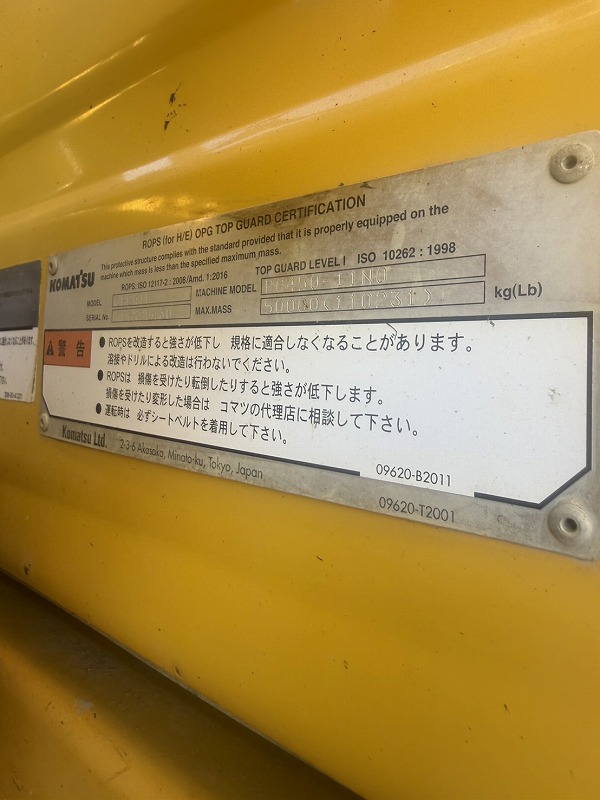 ROPS (for H/E) OPG TOP GUARD CERTIFICATION
This protective structure complies with the standard provided that it is properly equipped on the
machine which mass is less than the specified maximum mass.
KOMATSU
ROPS: ISO 12117-2 : 2008/Amd. 1:2016
TOP GUARD LEVEL I ISO 10262 : 1998
MODEL
MACHINE MODEL
SERIAL No.
MAX.MASS 50000(110231) kg(Lb)
警告
● ROPSを改造すると強さが低下し 規格に適合しなくなることがあります。
溶接やドリルによる改造は行わないでください。
● ROPSは 損傷を受けたり転倒したりすると強さが低下します。
損傷を受けたり変形した場合は コマツの代理店に相談して下さい。
● 運転時は 必ずシートベルトを着用して下さい。
09620-B2011
Komatsu Ltd.
2-3-6 Akasaka, Minato-ku, Tokyo, Japan
09620-T2001